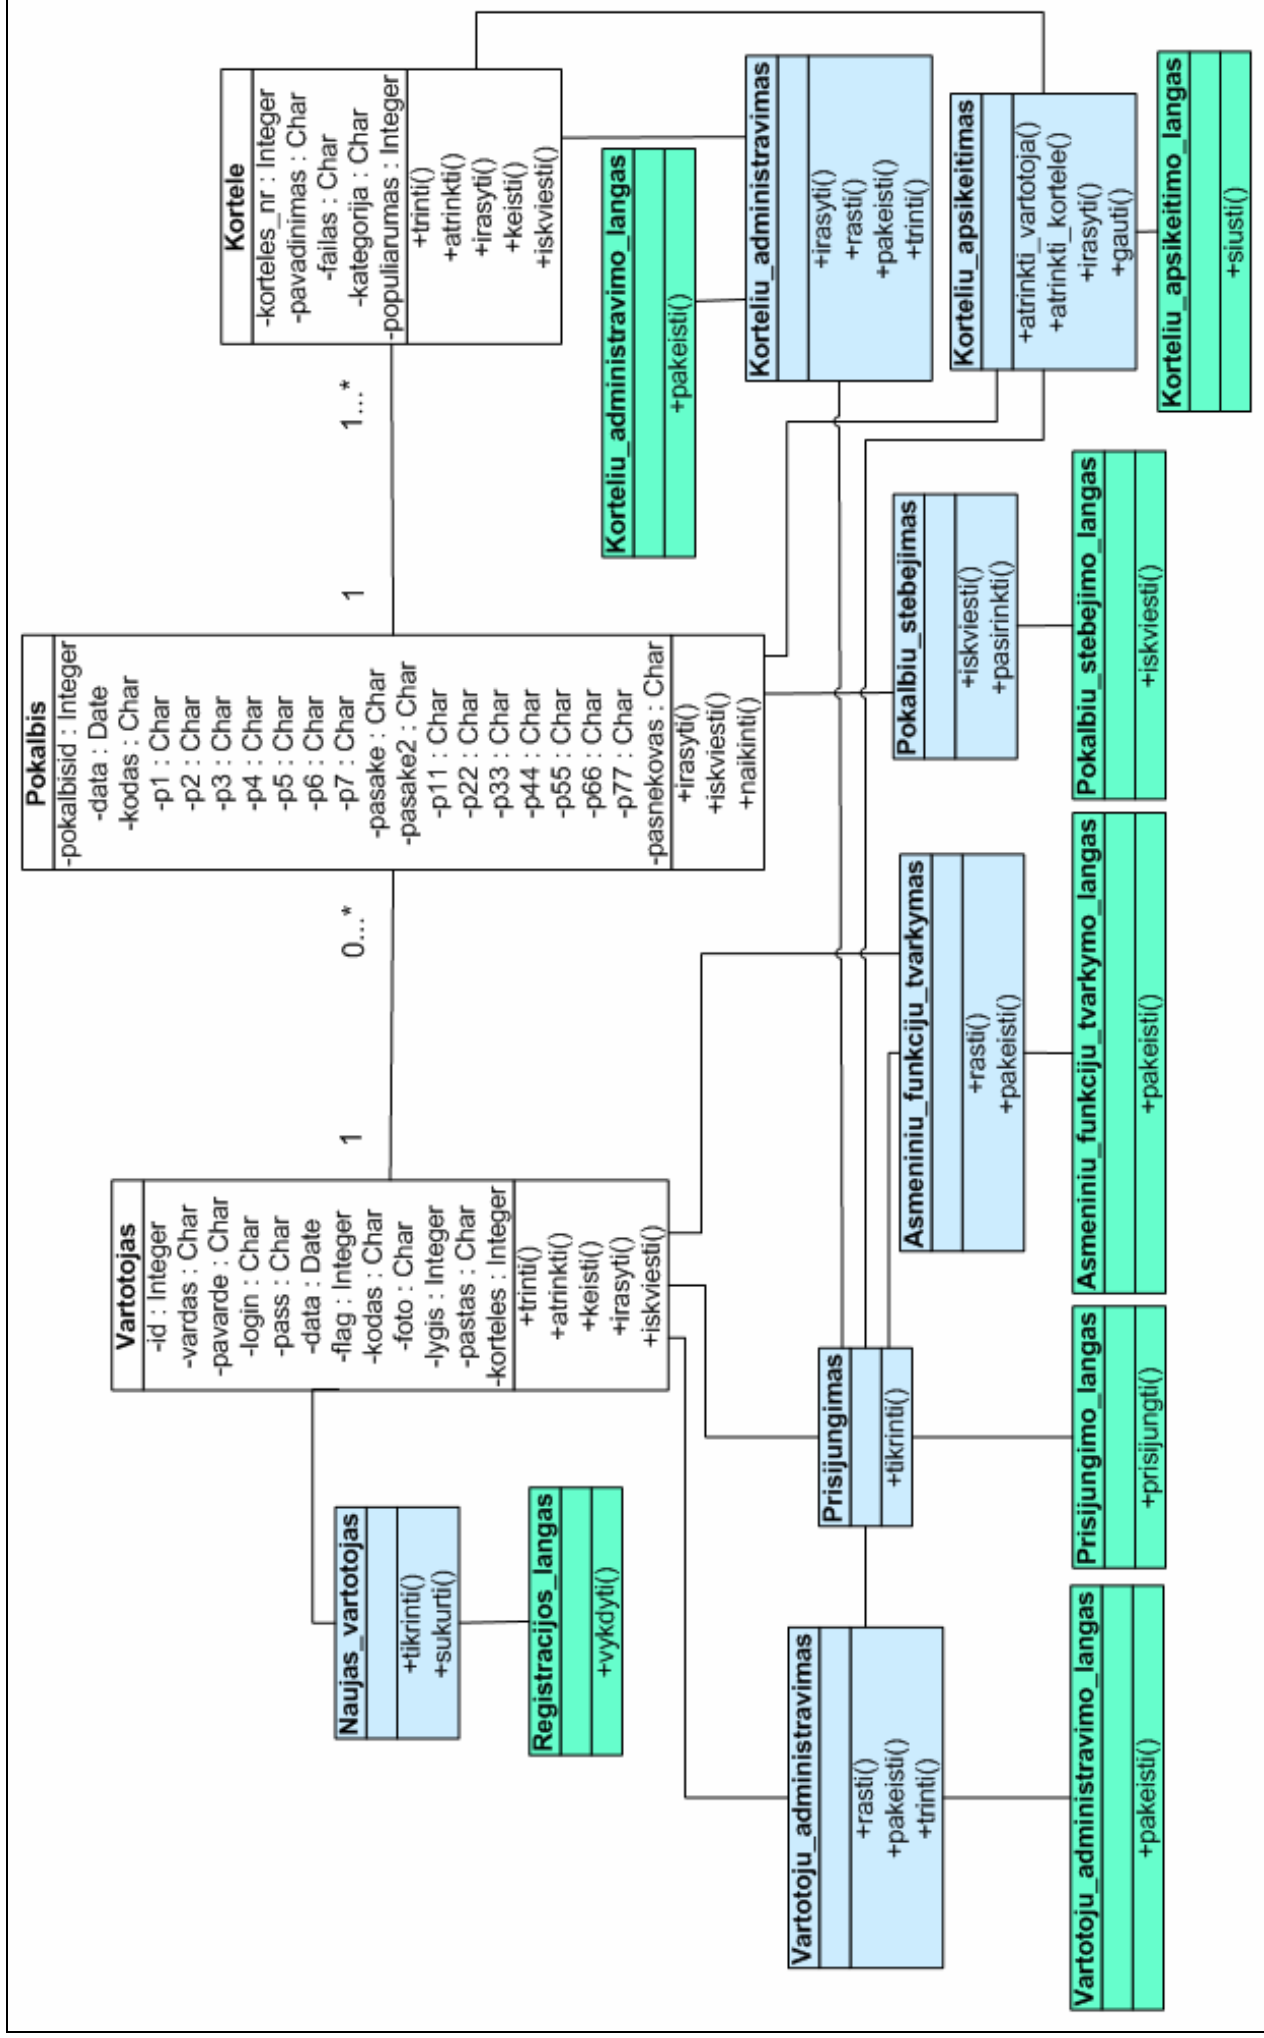 Vartotojas
-id : Integer
-vardas : Char
-pavarde : Char
-login : Char
-pass : Char
-data : Date
-flag : Integer
-kodas : Char
-foto : Char
-lygis : Integer
-pastas : Char
-korteles : Integer
+trinti()
+atrinkti()
+keisti()
+irasyti()
+iskviesti()
1
0...*
Pokalbis
-pokalbisid : Integer
-data : Date
-kodas : Char
-p1 : Char
-p2 : Char
-p3 : Char
-p4 : Char
-p5 : Char
-p6 : Char
-p7 : Char
-pasake : Char
-pasake2 : Char
-p11 : Char
-p22 : Char
-p33 : Char
-p44 : Char
-p55 : Char
-p66 : Char
-p77 : Char
-pasnekovas : Char
+irasyti()
+iskviesti()
+naikinti()
1
1...*
Kortele
-korteles_nr : Integer
-pavadinimas : Char
-failas : Char
-kategorija : Char
-populiarumas : Integer
+trinti()
+atrinkti()
+irasyti()
+keisti()
+iskviesti()
Naujas_vartotojas
+tikrinti()
+sukurti()
Registracijos_langas
+vykdyti()
Korteliu_administravimo_langas
+pakeisti()
Korteliu_administravimas
+irasyti()
+rasti()
+pakeisti()
+trinti()
Vartotoju_administravimas
+rasti()
+pakeisti()
+trinti()
Prisijungimas
+tikrinti()
Asmeniniu_funkciju_tvarkymas
+rasti()
+pakeisti()
Pokalbiu_stebejimas
+iskviesti()
+pasirinkti()
Korteliu_apsikeitimas
+atrinkti_vartotoja()
+atrinkti_kortele()
+irasyti()
+gauti()
Vartotoju_administravimo_langas
+pakeisti()
Prisijungimo_langas
+prisijungti()
Asmeniniu_funkciju_tvarkymo_langas
+pakeisti()
Pokalbiu_stebejimo_langas
+iskviesti()
Korteliu_apsikeitimo_langas
+siusti()